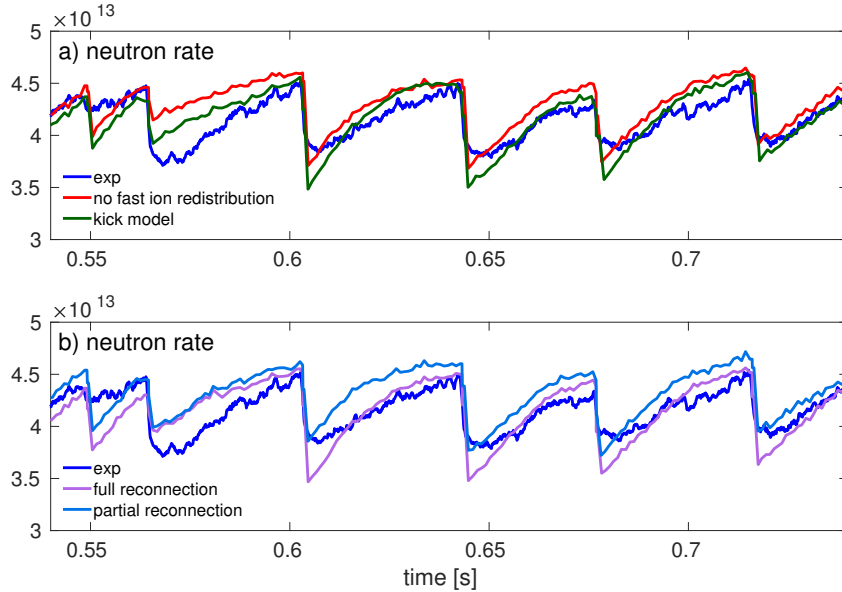 ×10 13
5
a) neutron rate
4.5
4
exp
no fast ion redistribution
3.5
kick model
3
0.55 0.6 0.65 0.7
×10 13
5
b) neutron rate
4.5
4
exp
full reconnection
3.5
partial reconnection
3
0.55 0.6 0.65 0.7
time [s]